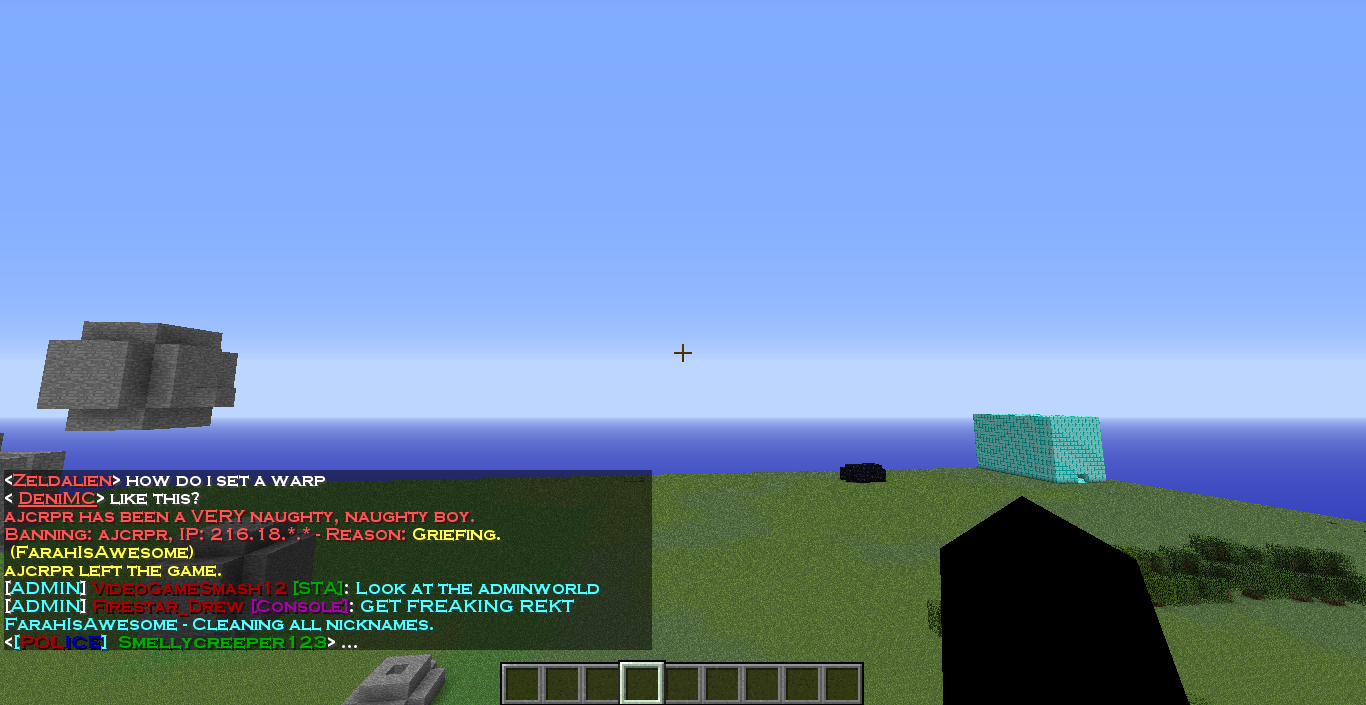 <Zeldalien> how do i set a warp
< DeniMC> like this?
ajcrpr has been a VERY naughty, naughty boy.
Banning: ajcrpr, IP: 216.18.*.* - Reason: Griefing.
(FarahIsAwesome)
ajcrpr left the game.
[ADMIN] VideoGameSmash12 [STA]: Look at the adminworld
[ADMIN] Firestar_Drew [Console]: GET FREAKING REKT
FarahIsAwesome - Cleaning all nicknames.
<[POLICE] Smellycreeper123> ...